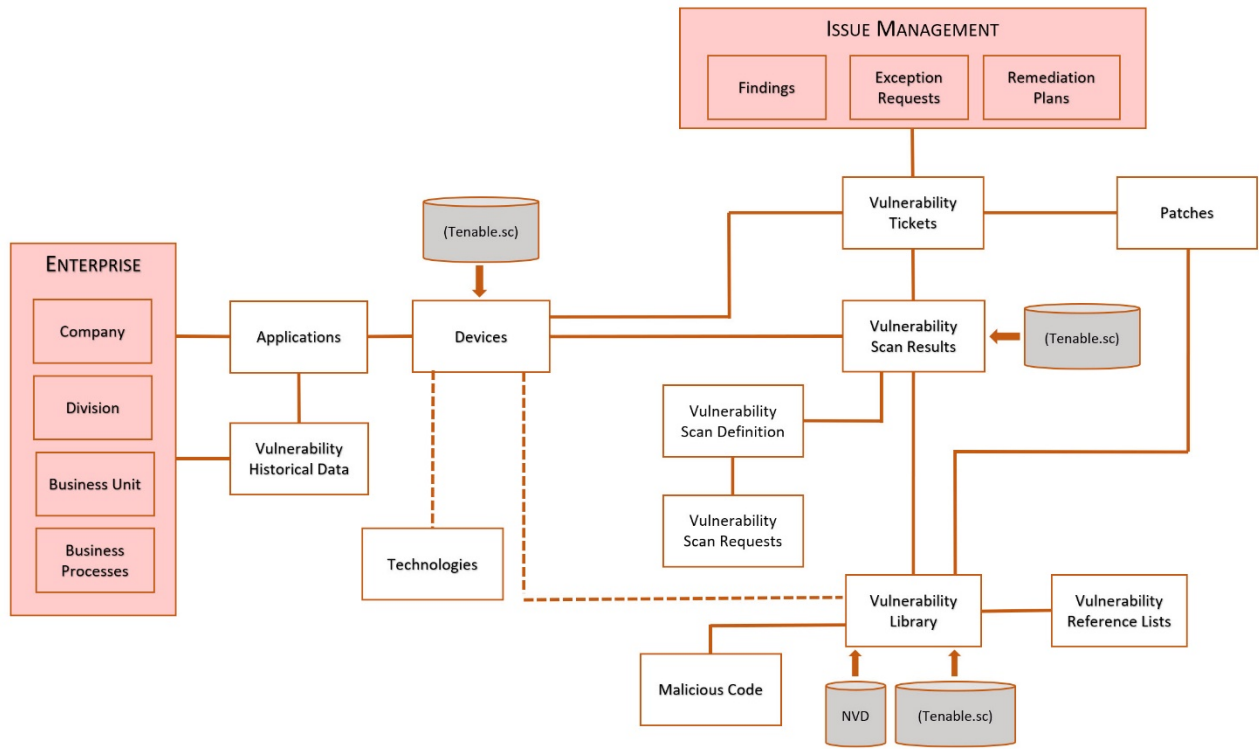 ISSUE MANAGEMENT
Findings
Exception
Requests
Remediation
Plans
Vulnerability
Tickets
Patches
(Tenable.sc)
ENTERPRISE
Company
Division
Business Unit
Business
Processes
Applications
Devices
Vulnerability
Scan Results
(Tenable.sc)
Vulnerability
Historical Data
Vulnerability
Scan Definition
Technologies
Vulnerability
Scan Requests
Vulnerability
Library
Vulnerability
Reference Lists
Malicious Code
NVD
(Tenable.sc)